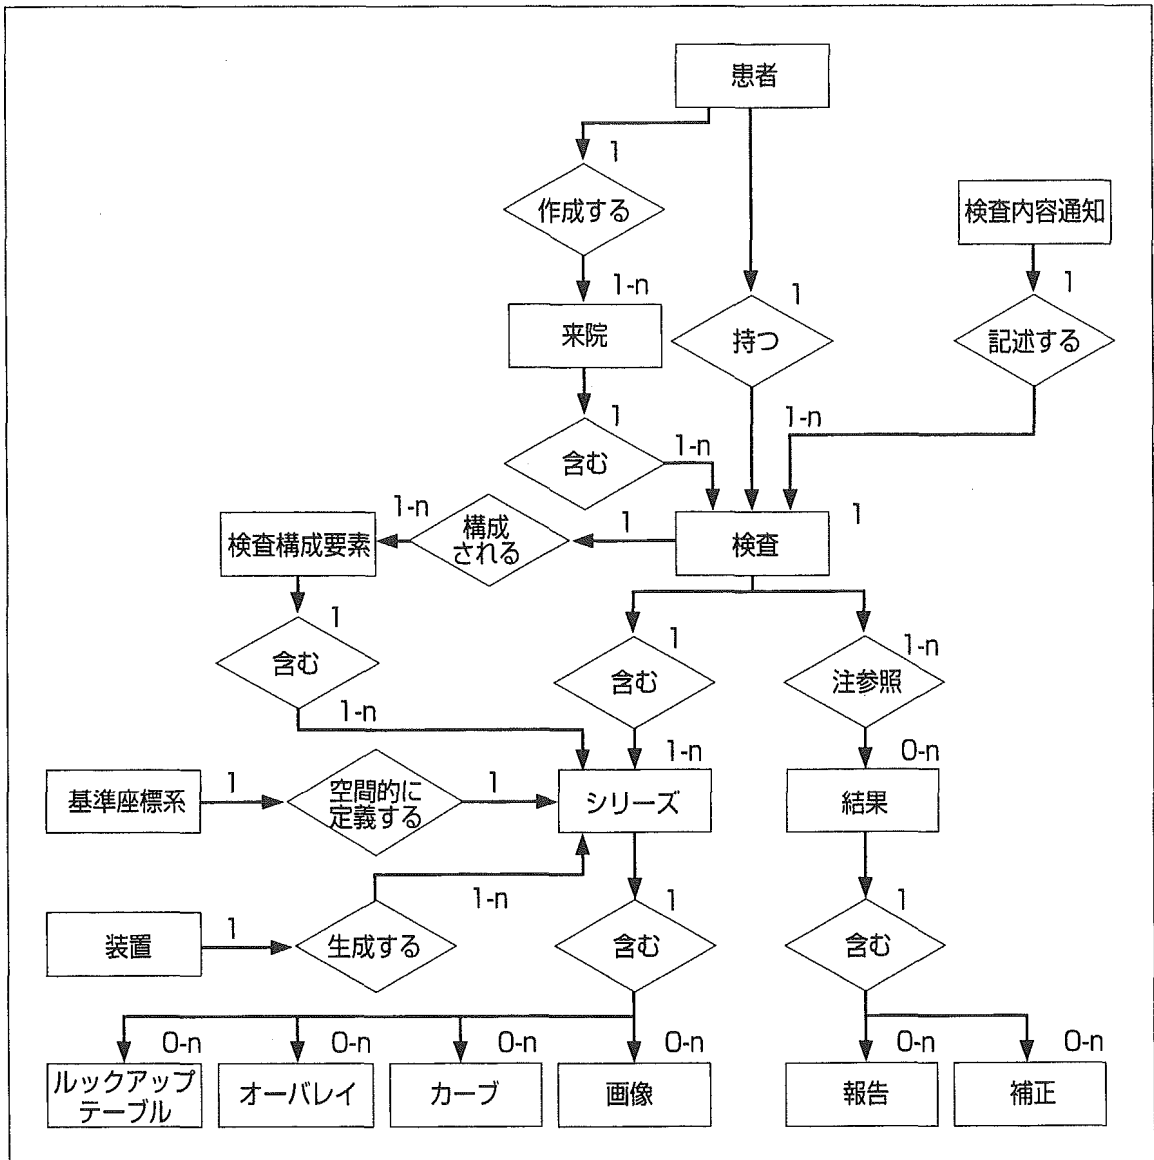 患者
1
作成する
検査内容通知
1-n
1
1
来院
持つ
記述する
1
1-n
1-n
含む
1-n
構成
される
1
1
検査構成要素
検査
1
1
1-n
含む
含む
注参照
1-n
1-n
0-n
基準座標系
1
空間的に
定義する
1
シリーズ
結果
1-n
1
1
装置
1
生成する
含む
含む
0-n
0-n
0-n
0-n
0-n
0-n
ルックアップ
テーブル
オーバレイ
カーブ
画像
報告
補正